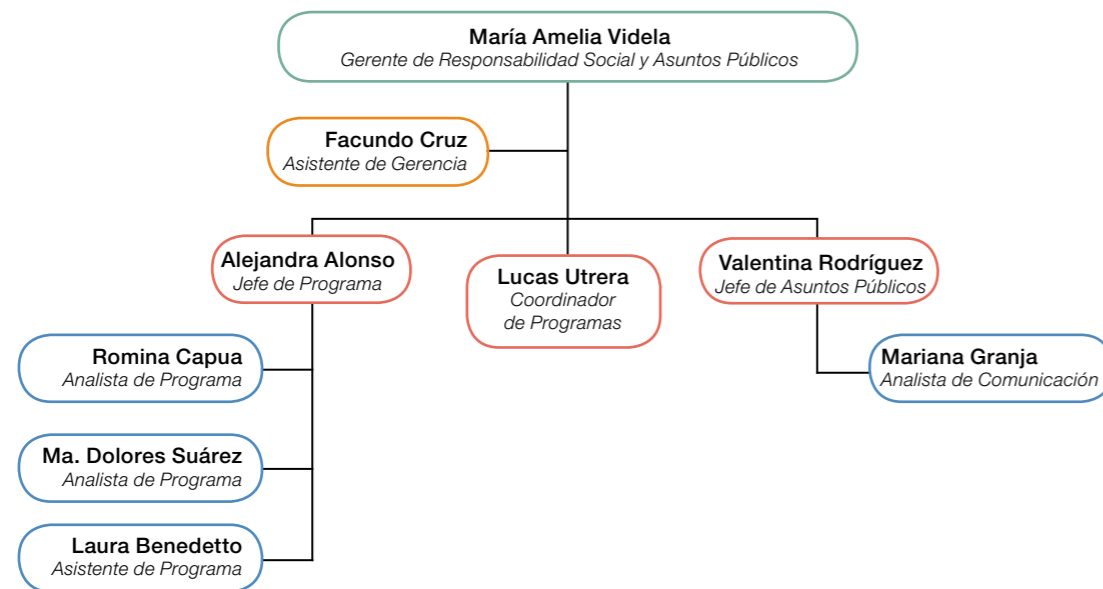 María Amelia Videla
Gerente de Responsabilidad Social y Asuntos Públicos
Facundo Cruz
Asistente de Gerencia
Alejandra Alonso
Jefe de Programa
Lucas Utrera
Coordinador
de Programas
Valentina Rodríguez
Jefe de Asuntos Públicos
Romina Capua
Analista de Programa
Mariana Granja
Analista de Comunicación
Ma. Dolores Suárez
Analista de Programa
Laura Benedetto
Asistente de Programa